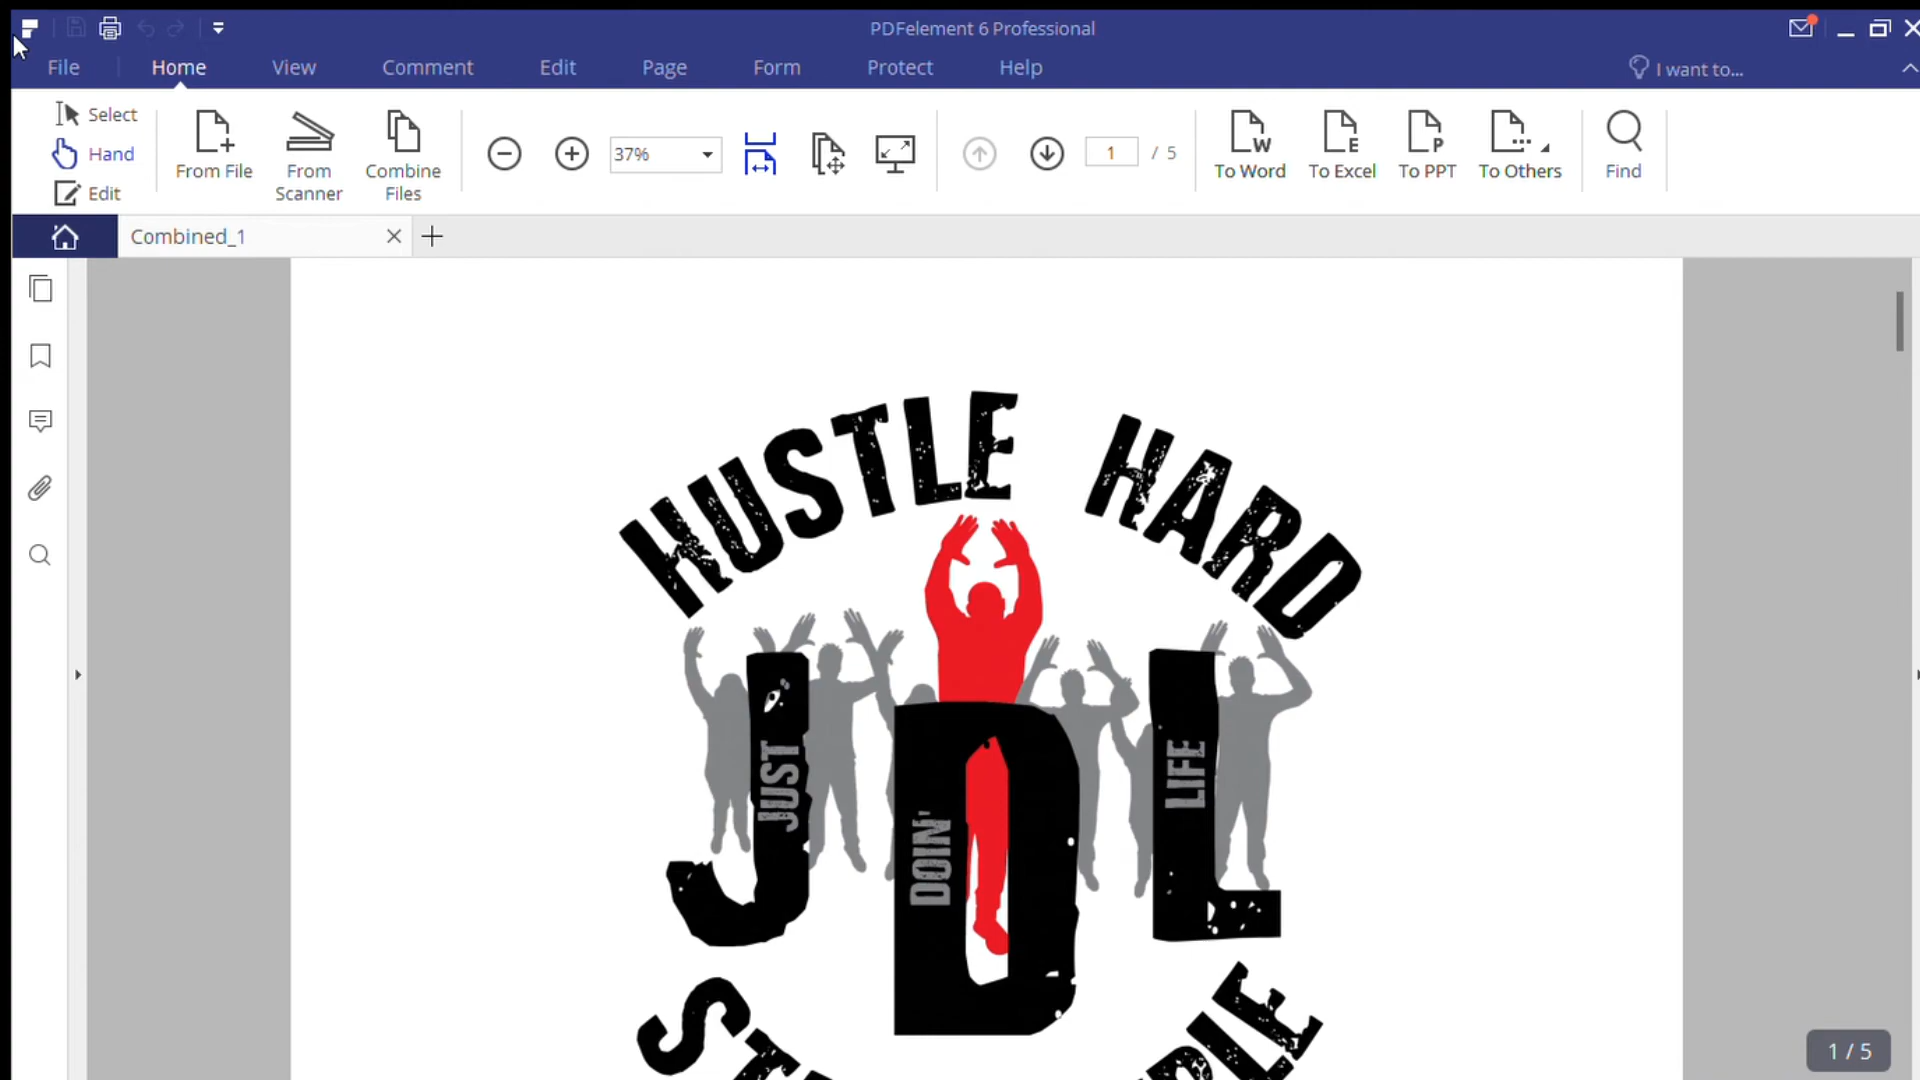 PDFelement 6 Professional
File Home View Comment Edit Page Form Protect Help I want to...
Select
Hand
Edit
From File
From Scanner
Combine Files
37%
1 / 5
To Word
To Excel
To PPT
To Others
Find
Combined_1
HUSTLE HARD
JDL
JUST
DOIN'
LIFE
1 / 5